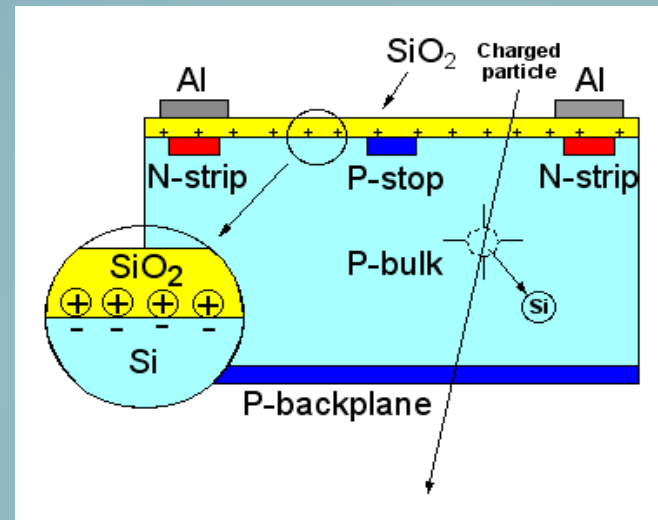 SiO₂
Charged
particle
Al
Al
+ + + + + + + + + + + + +
N-strip
P-stop
N-strip
P-bulk
SiO₂
+ + + +
- - - -
Si
Si
P-backplane